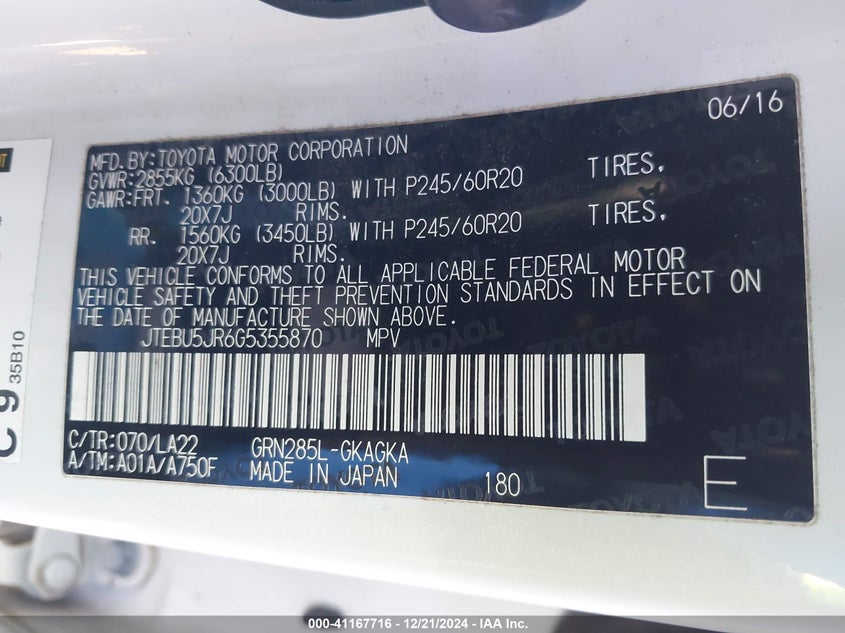 06/16
MFD. BY: TOYOTA MOTOR CORPORATION
GVWR: 2855KG (6300LB)
GAWR: FRT. 1360KG (3000LB) WITH P245/60R20 TIRES.
20X7J RIMS.
RR. 1560KG (3450LB) WITH P245/60R20 TIRES.
20X7J RIMS.
THIS VEHICLE CONFORMS TO ALL APPLICABLE FEDERAL MOTOR
VEHICLE SAFETY AND THEFT PREVENTION STANDARDS IN EFFECT ON
THE DATE OF MANUFACTURE SHOWN ABOVE.
JTEBU5JR6G5355870 MPV
C/TR: 070/LA22 GRN285L-GKAGKA
A/TM: A01A/A750F MADE IN JAPAN 180 E
C 9 35B10
000-41167716 - 12/21/2024 - IAA Inc.